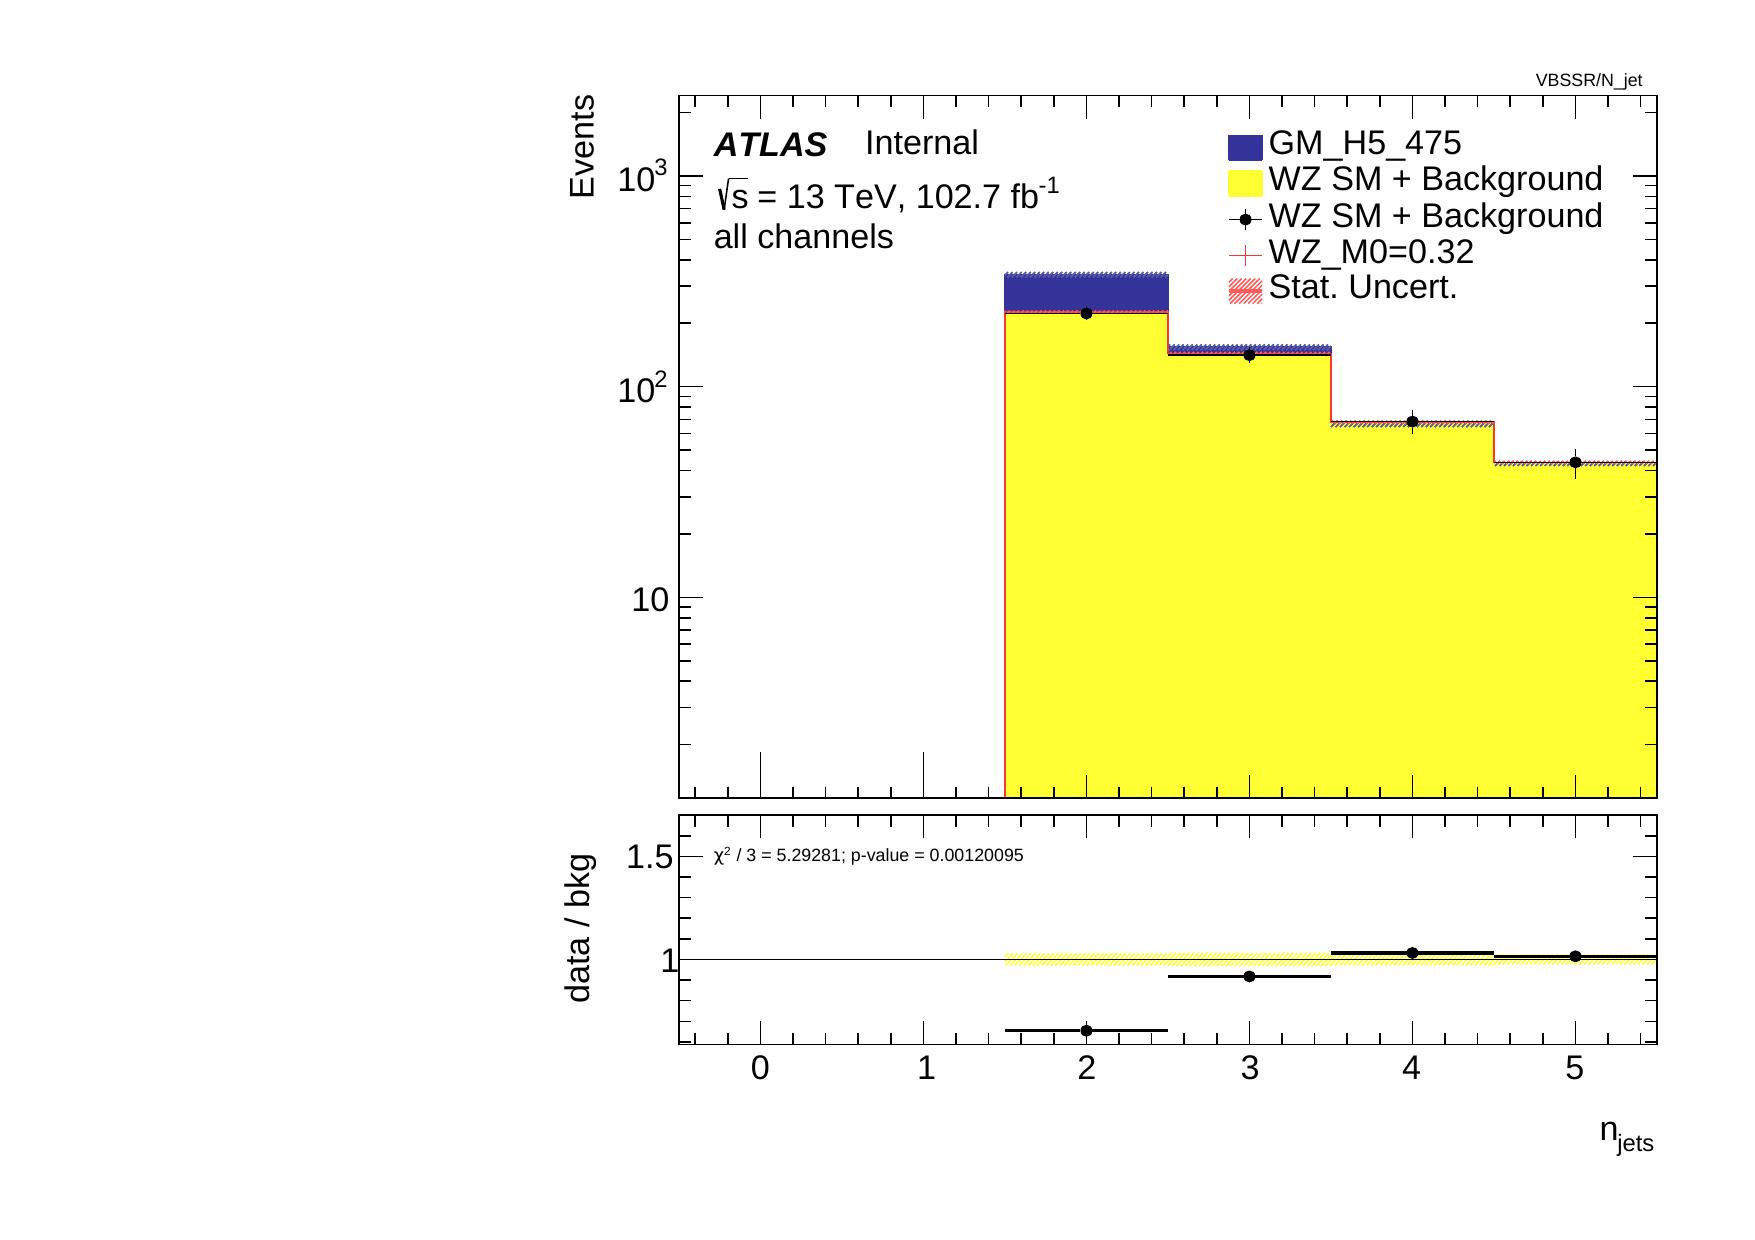 VBSSR/N_jet
Events
ATLAS Internal
√s = 13 TeV, 102.7 fb-1
all channels
GM_H5_475
WZ SM + Background
WZ SM + Background
WZ_M0=0.32
Stat. Uncert.
10³
10²
10
data / bkg
1.5
χ² / 3 = 5.29281; p-value = 0.00120095
1
0 1 2 3 4 5
njets